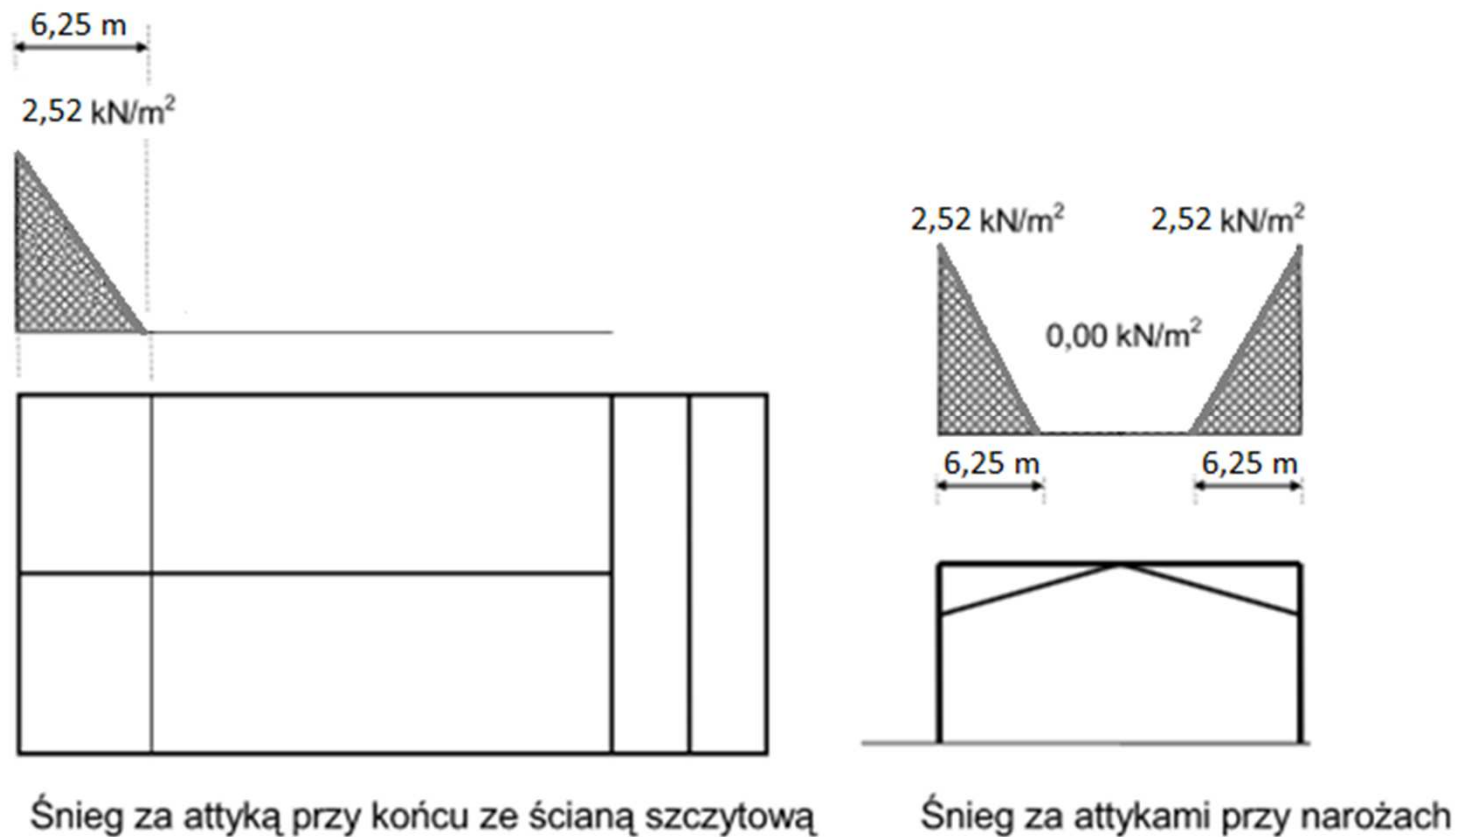 6,25 m
2,52 kN/m²
2,52 kN/m² 2,52 kN/m²
0,00 kN/m²
6,25 m 6,25 m
Śnieg za attyką przy końcu ze ścianą szczytową
Śnieg za attykami przy narożach